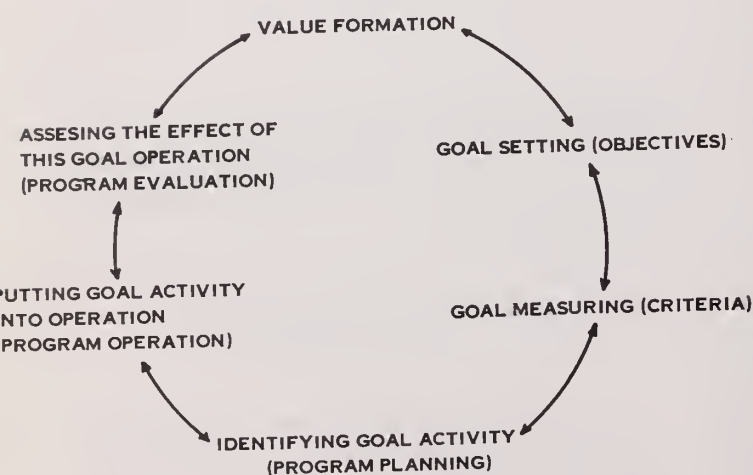 VALUE FORMATION
GOAL SETTING (OBJECTIVES)
GOAL MEASURING (CRITERIA)
IDENTIFYING GOAL ACTIVITY
(PROGRAM PLANNING)
PUTTING GOAL ACTIVITY
INTO OPERATION
(PROGRAM OPERATION)
ASSESING THE EFFECT OF
THIS GOAL OPERATION
(PROGRAM EVALUATION)